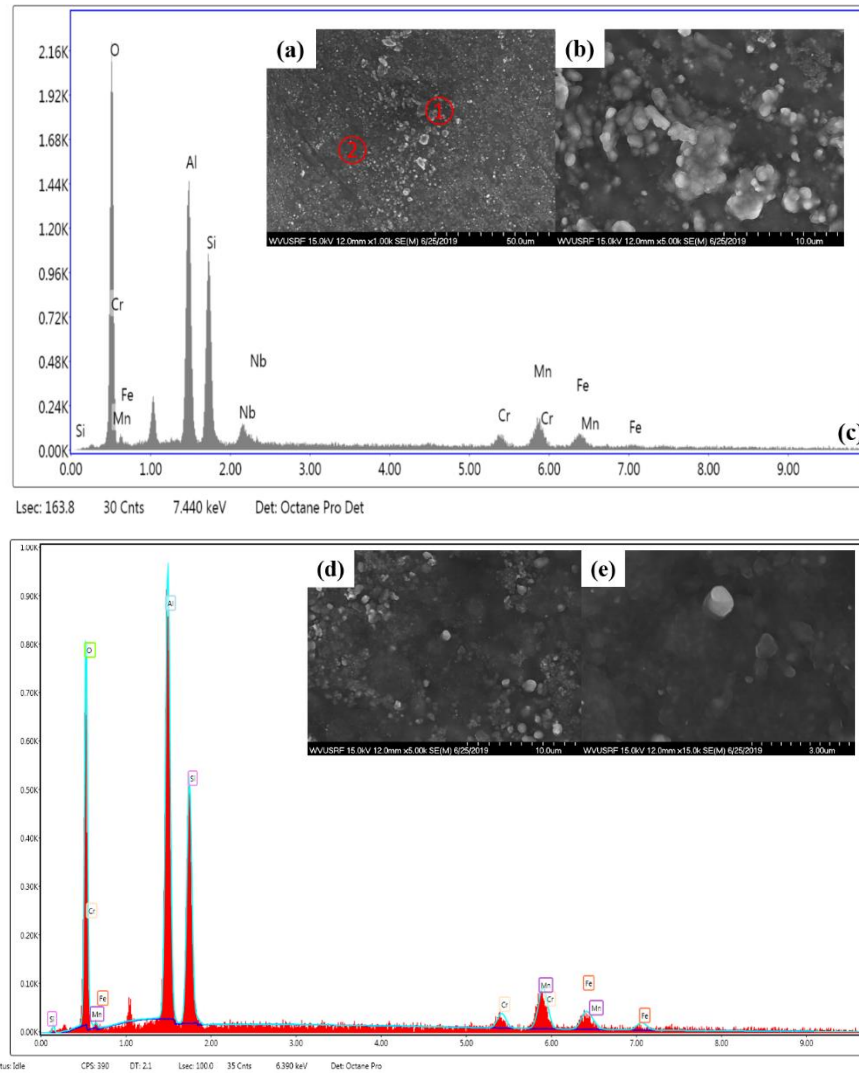 2.16K
1.92K
1.68K
1.44K
1.20K
0.96K
0.72K
0.48K
0.24K
0.00K
O
Al
Si
Cr
Fe
Mn
Si
Nb
Nb
Mn
Cr
Cr
Fe
Mn
Fe
(a)
1
2
WVUSRF 15.0kV 12.0mm x1.00k SE(M) 6/25/2019 50.0um
(b)
WVUSRF 15.0kV 12.0mm x5.00k SE(M) 6/25/2019 10.0um
(c)
0.00 1.00 2.00 3.00 4.00 5.00 6.00 7.00 8.00 9.00
Lsec: 163.8 30 Cnts 7.440 keV Det: Octane Pro Det
1.00K
0.90K
0.80K
0.70K
0.60K
0.50K
0.40K
0.30K
0.20K
0.10K
0.00K
O
Al
Si
Cr
Fe
Mn
Si
Cr
Mn
Cr
Fe
Mn
Fe
(d)
WVUSRF 15.0kV 12.0mm x5.00k SE(M) 6/25/2019 10.0um
(e)
WVUSRF 15.0kV 12.0mm x15.0k SE(M) 6/25/2019 3.00um
0.00 1.00 2.00 3.00 4.00 5.00 6.00 7.00 8.00 9.00
tus: Idle CPS: 390 DT: 2.1 Lsec: 100.0 35 Cnts 6.390 keV Det: Octane Pro